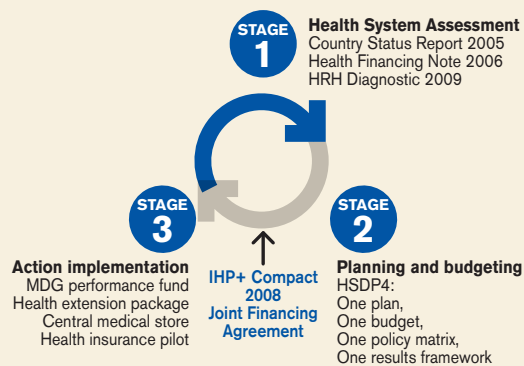 STAGE
1
Health System Assessment
Country Status Report 2005
Health Financing Note 2006
HRH Diagnostic 2009
STAGE
2
Planning and budgeting
HSDP4:
One plan,
One budget,
One policy matrix,
One results framework
IHP+ Compact
2008
Joint Financing
Agreement
STAGE
3
Action implementation
MDG performance fund
Health extension package
Central medical store
Health insurance pilot